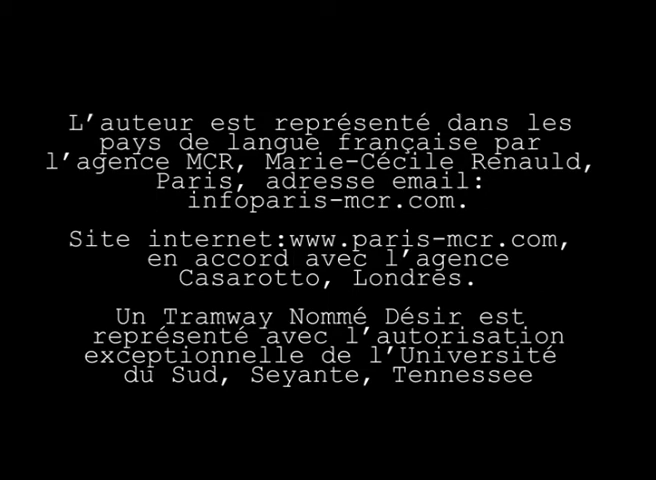 L’auteur est représenté dans les
pays de langue française par
l’agence MCR, Marie-Cécile Renauld,
Paris, adresse email:
infoparis-mcr.com.
Site internet:www.paris-mcr.com,
en accord avec l’agence
Casarotto, Londres.
Un Tramway Nommé Désir est
représenté avec l’autorisation
exceptionnelle de l’Université
du Sud, Seyante, Tennessee